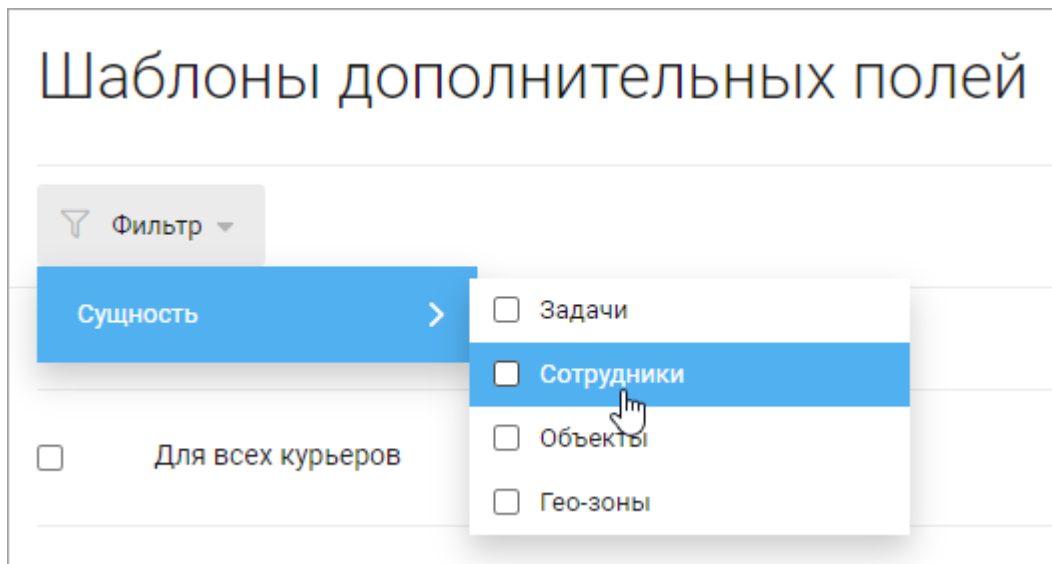 Шаблоны дополнительных полей
Фильтр
Сущность
Задачи
Сотрудники
Объекты
Для всех курьеров
Гео-зоны